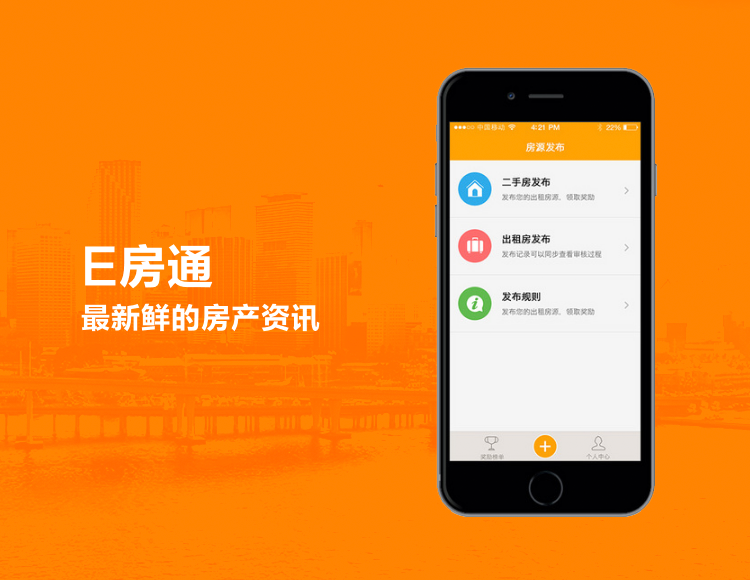 E房通
最新鲜的房产资讯
中国移动 4:21 PM 22%
房源发布
二手房发布
发布您的出租房源、领取奖励
出租房发布
发布记录可以同步查看审核过程
发布规则
发布您的出租房源、领取奖励
个人中心